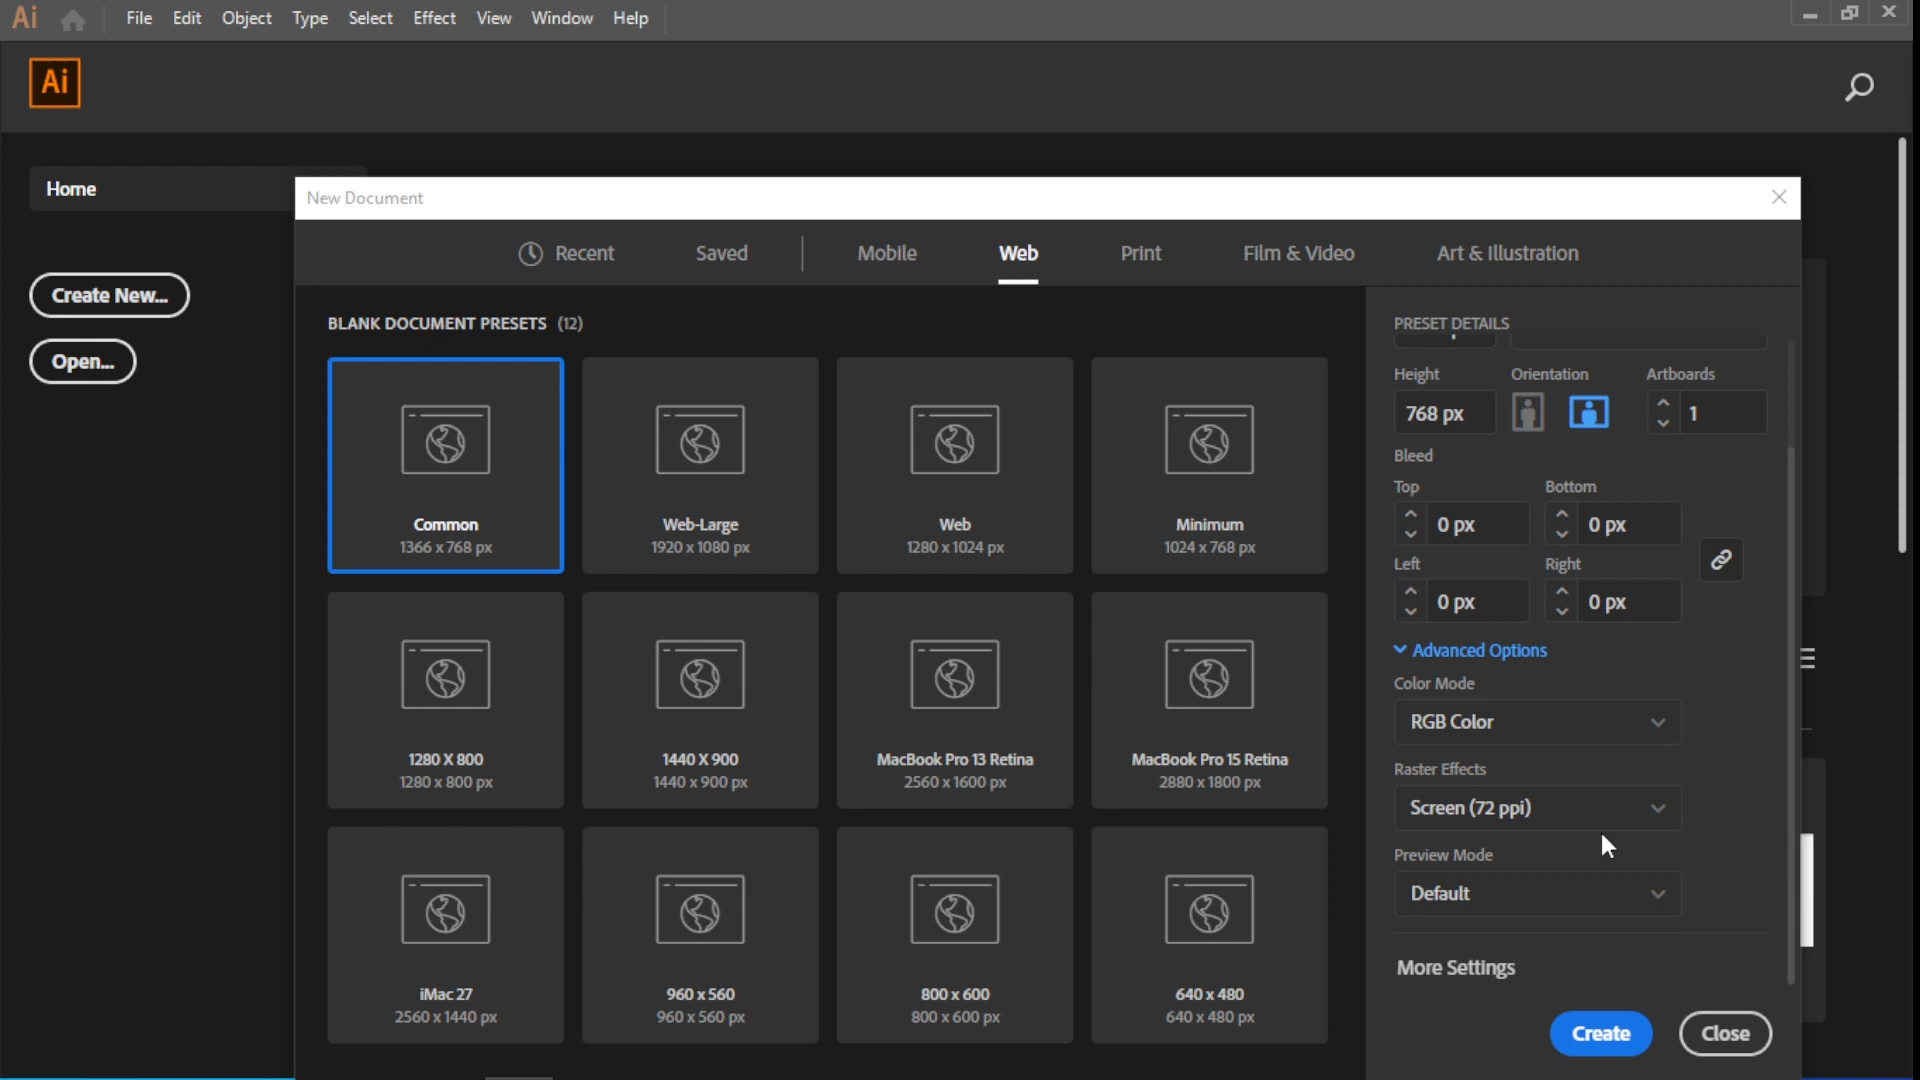 Ai File Edit Object Type Select Effect View Window Help
Ai
Home
Create New...
Open...
New Document
Recent Saved Mobile Web Print Film & Video Art & Illustration
BLANK DOCUMENT PRESETS (12)
Common
1366 x 768 px
Web-Large
1920 x 1080 px
Web
1280 x 1024 px
Minimum
1024 x 768 px
1280 X 800
1280 x 800 px
1440 X 900
1440 x 900 px
MacBook Pro 13 Retina
2560 x 1600 px
MacBook Pro 15 Retina
2880 x 1800 px
iMac 27
2560 x 1440 px
960 x 560
960 x 560 px
800 x 600
800 x 600 px
640 x 480
640 x 480 px
PRESET DETAILS
Height Orientation Artboards
768 px 1
Bleed
Top Bottom
0 px 0 px
Left Right
0 px 0 px
Advanced Options
Color Mode
RGB Color
Raster Effects
Screen (72 ppi)
Preview Mode
Default
More Settings
Create Close